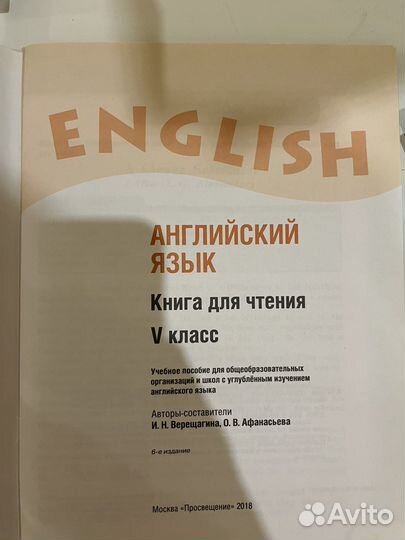 ENGLISH
АНГЛИЙСКИЙ
ЯЗЫК
Книга для чтения
V класс
Учебное пособие для общеобразовательных
организаций и школ с углублённым изучением
английского языка
Авторы-составители
И. Н. Верещагина, О. В. Афанасьева
6-е издание
Москва «Просвещение» 2018
Avito